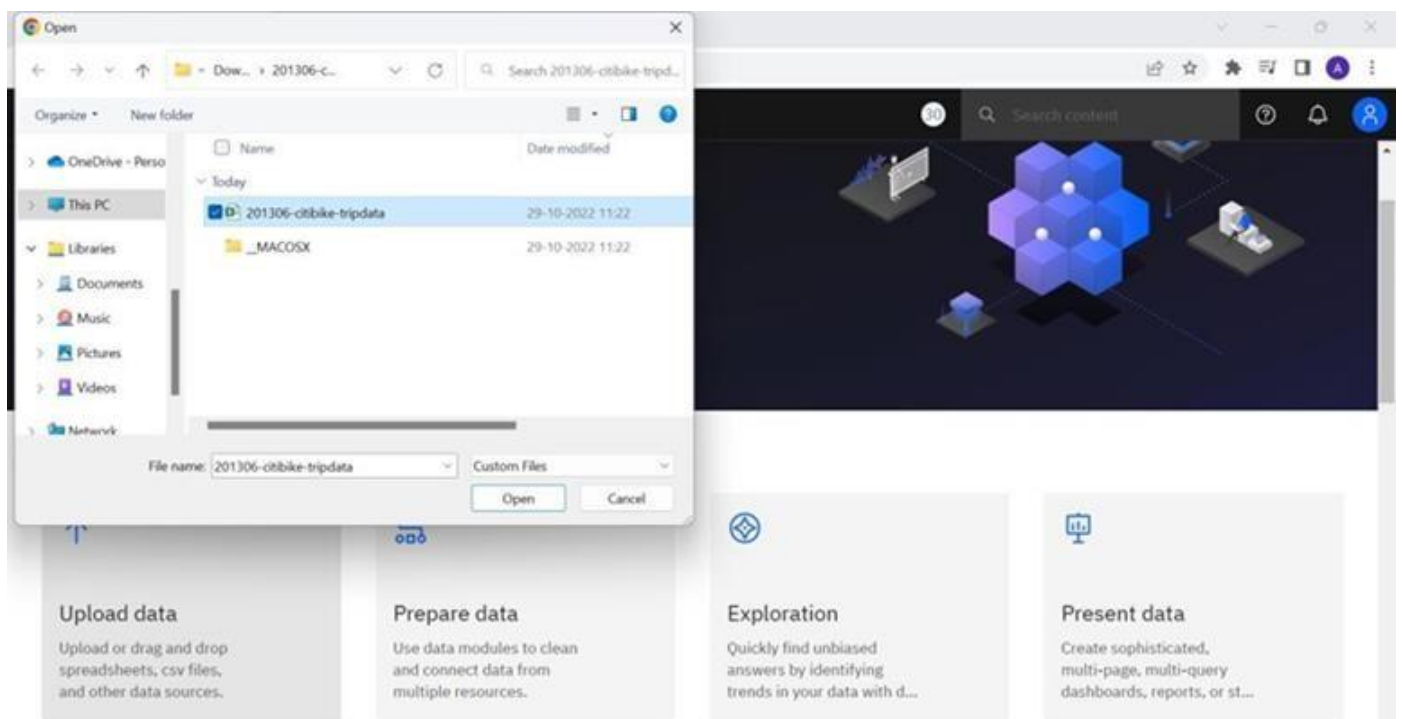 Open
Dow... › 201306-c...
Search 201306-citibike-tripd...
Organize
New folder
30
Search content
A
OneDrive - Perso
This PC
Libraries
Documents
Music
Pictures
Videos
Network
Name
Date modified
Today
201306-citibike-tripdata
29-10-2022 11:22
__MACOSX
29-10-2022 11:22
File name:
201306-citibike-tripdata
Custom Files
Open
Cancel
Upload data
Upload or drag and drop
spreadsheets, csv files,
and other data sources.
Prepare data
Use data modules to clean
and connect data from
multiple resources.
Exploration
Quickly find unbiased
answers by identifying
trends in your data with d...
Present data
Create sophisticated,
multi-page, multi-query
dashboards, reports, or st...